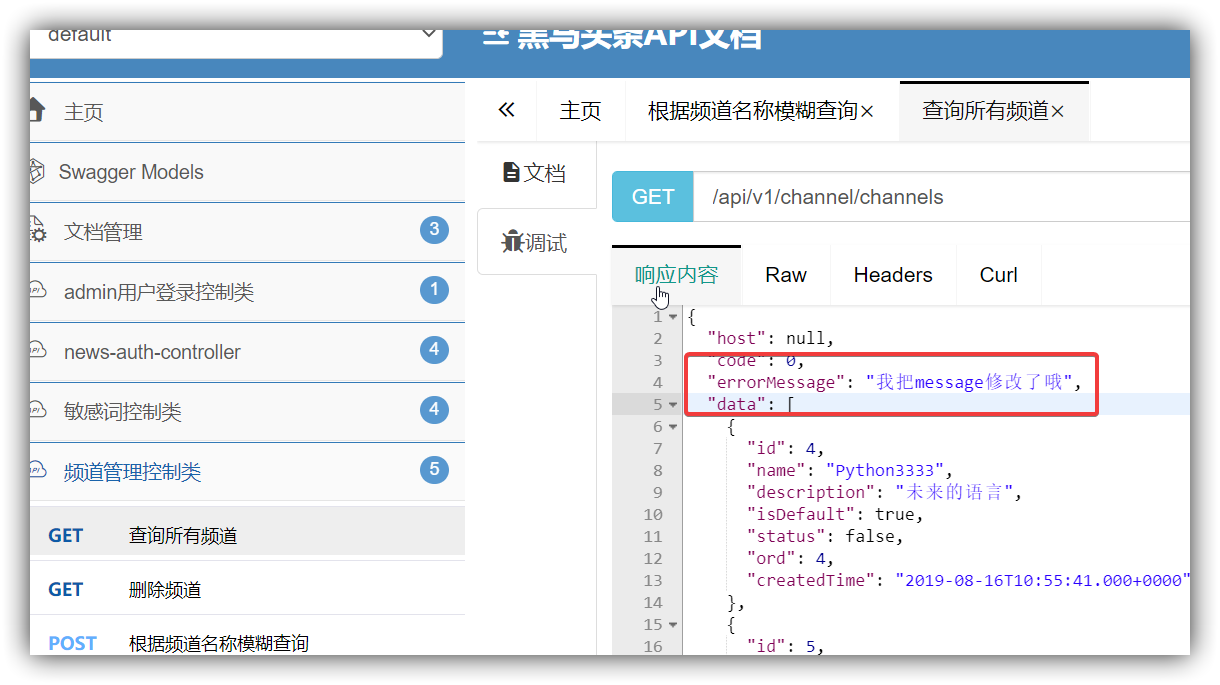 default
黑马头条API文档
主页
Swagger Models
文档管理 3
admin用户登录控制类 1
news-auth-controller 4
敏感词控制类 4
频道管理控制类 5
GET 查询所有频道
GET 删除频道
POST 根据频道名称模糊查询
主页 根据频道名称模糊查询× 查询所有频道×
文档
调试
GET /api/v1/channel/channels
响应内容 Raw Headers Curl
1 {
2 "host": null,
3 "code": 0,
4 "errorMessage": "我把message修改了哦",
5 "data": [
6 {
7 "id": 4,
8 "name": "Python3333",
9 "description": "未来的语言",
10 "isDefault": true,
11 "status": false,
12 "ord": 4,
13 "createdTime": "2019-08-16T10:55:41.000+0000"
14 },
15 {
16 "id": 5,